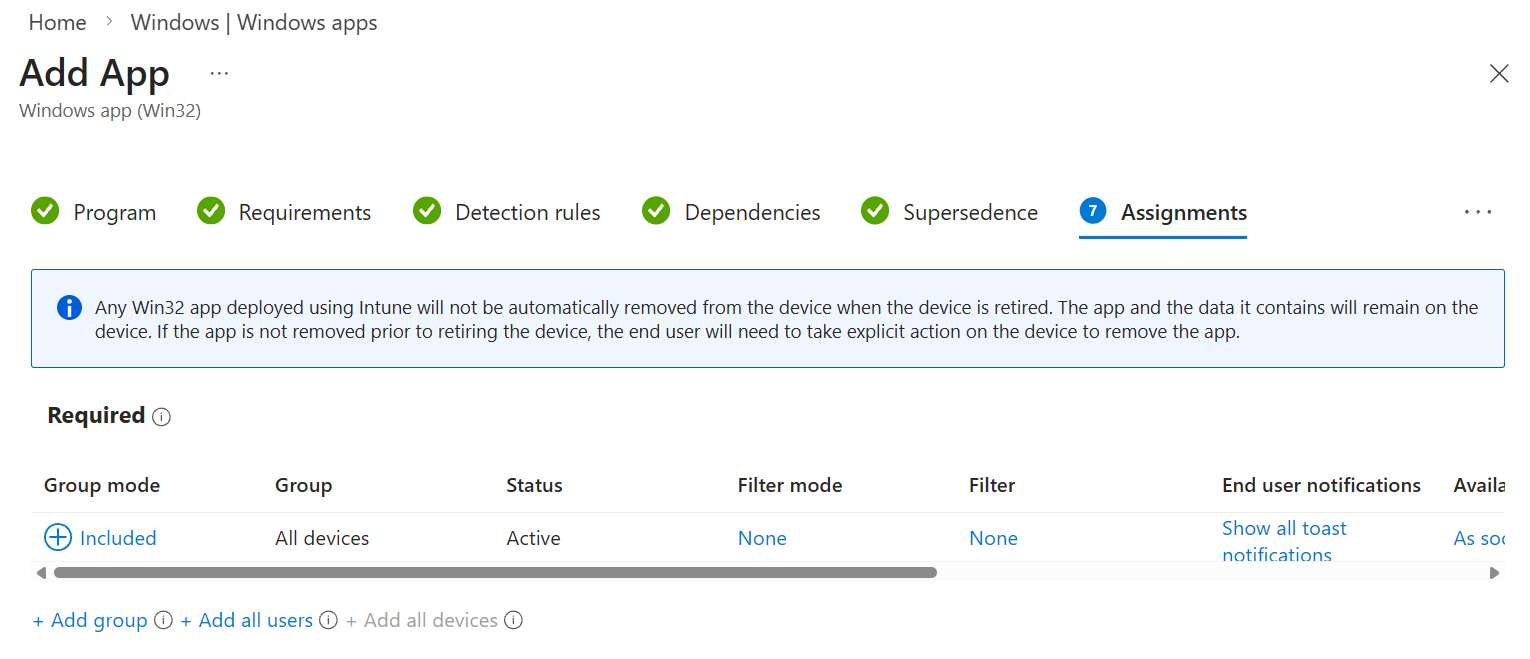 Home > Windows | Windows apps
Add App ...
Windows app (Win32)
Program Requirements Detection rules Dependencies Supersedence 7 Assignments ...
Any Win32 app deployed using Intune will not be automatically removed from the device when the device is retired. The app and the data it contains will remain on the
device. If the app is not removed prior to retiring the device, the end user will need to take explicit action on the device to remove the app.
Required
Group mode Group Status Filter mode Filter End user notifications Availa
Included All devices Active None None Show all toast As soo
notifications
+ Add group + Add all users + Add all devices